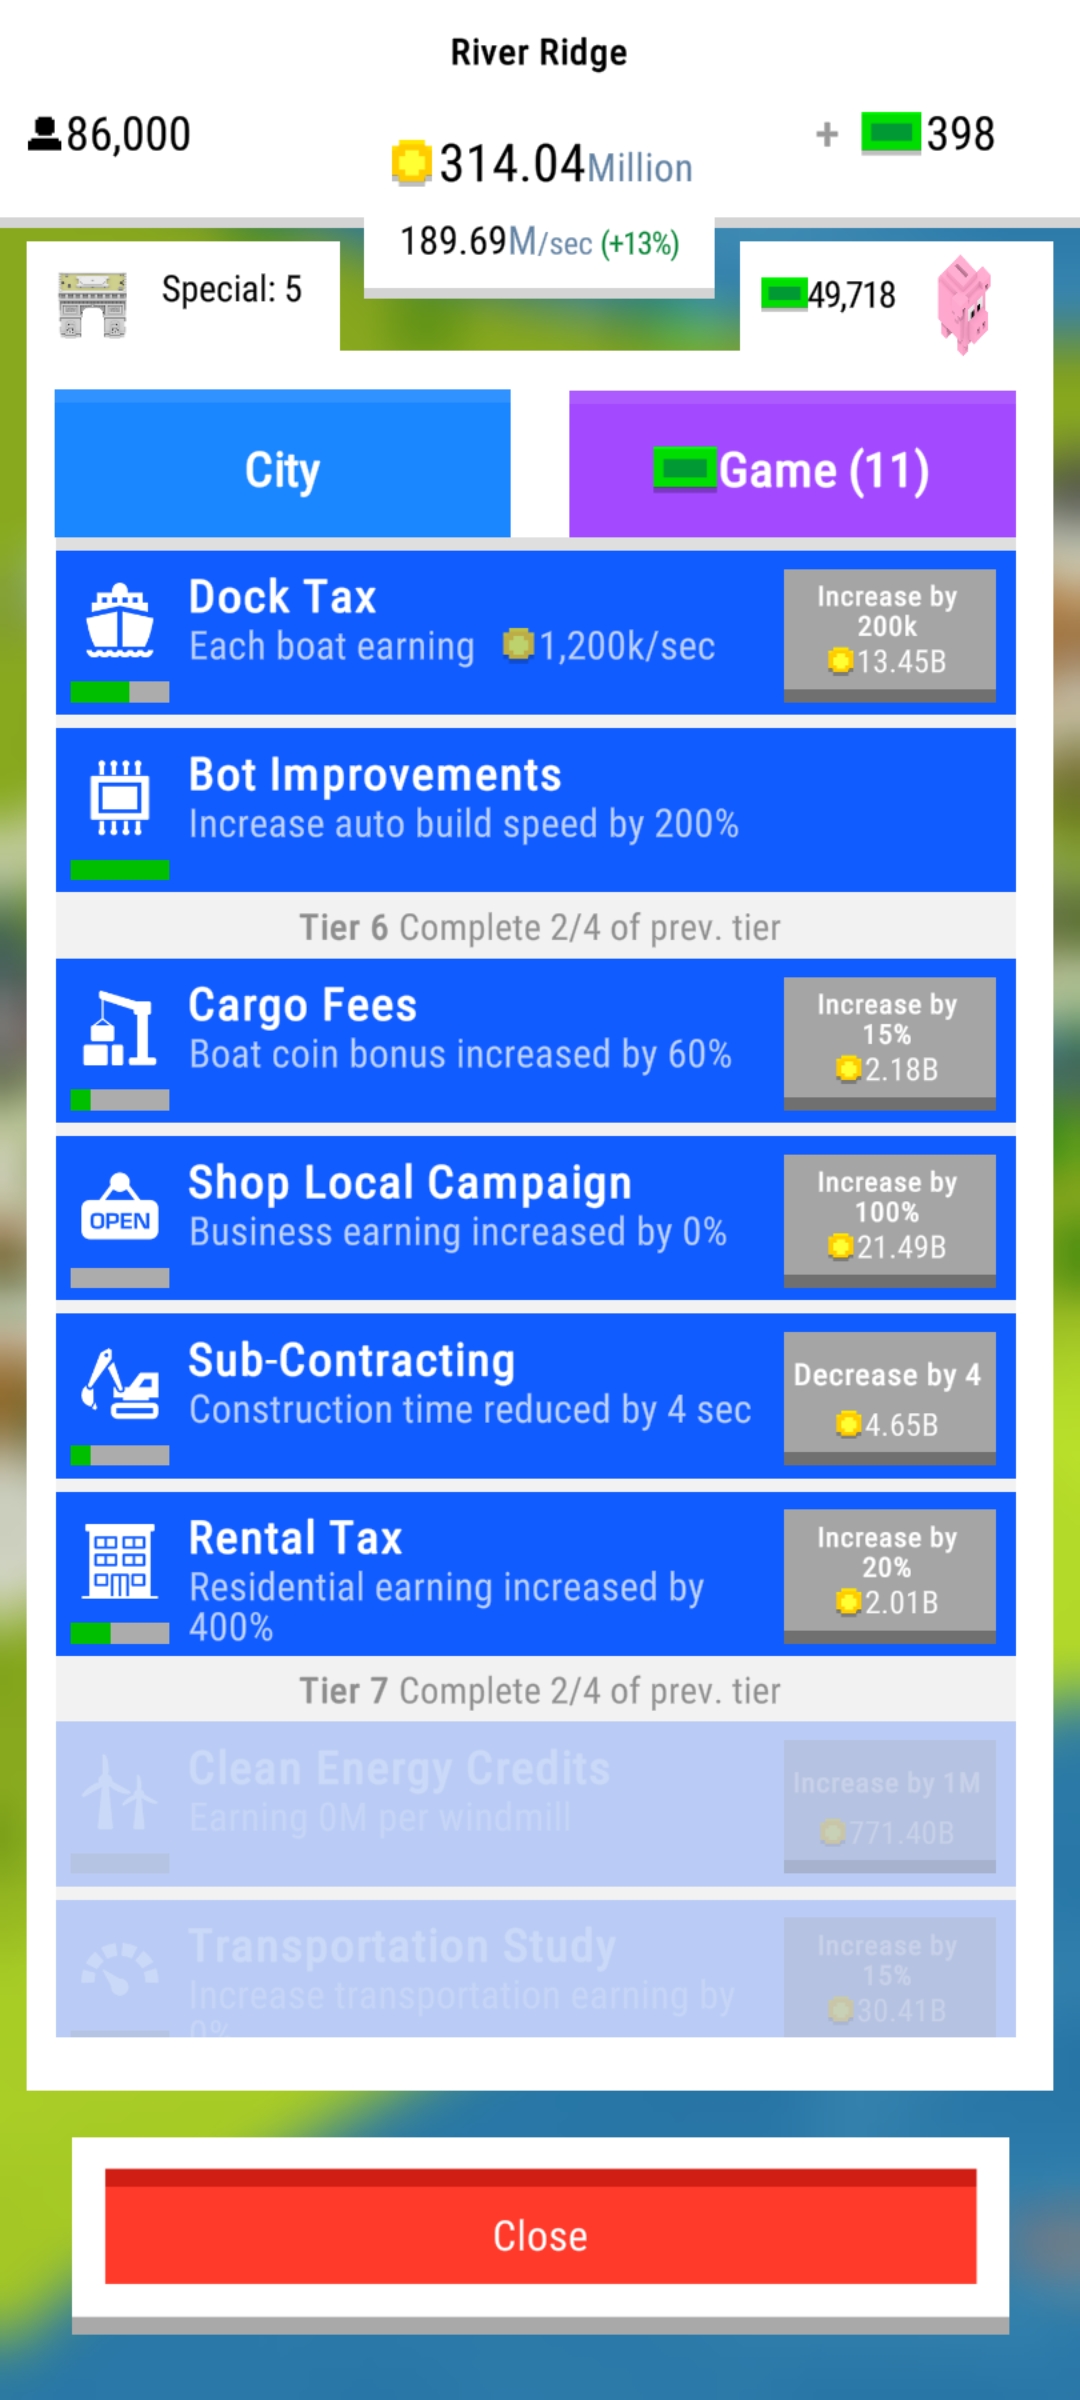 River Ridge
86,000
314.04Million
+ 398
189.69M/sec (+13%)
Special: 5
49,718
City
Game (11)
Dock Tax
Each boat earning 1,200k/sec
Increase by
200k
13.45B
Bot Improvements
Increase auto build speed by 200%
Tier 6 Complete 2/4 of prev. tier
Cargo Fees
Boat coin bonus increased by 60%
Increase by
15%
2.18B
OPEN
Shop Local Campaign
Business earning increased by 0%
Increase by
100%
21.49B
Sub-Contracting
Construction time reduced by 4 sec
Decrease by 4
4.65B
Rental Tax
Residential earning increased by
400%
Increase by
20%
2.01B
Tier 7 Complete 2/4 of prev. tier
Clean Energy Credits
Earning 0M per windmill
Increase by 1M
771.40B
Transportation Study
Increase transportation earning by
0%
Increase by
15%
30.41B
Close